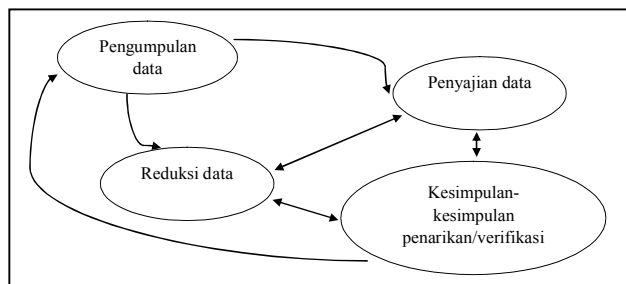 Pengumpulan
data
Penyajian data
Reduksi data
Kesimpulan-
kesimpulan
penarikan/verifikasi